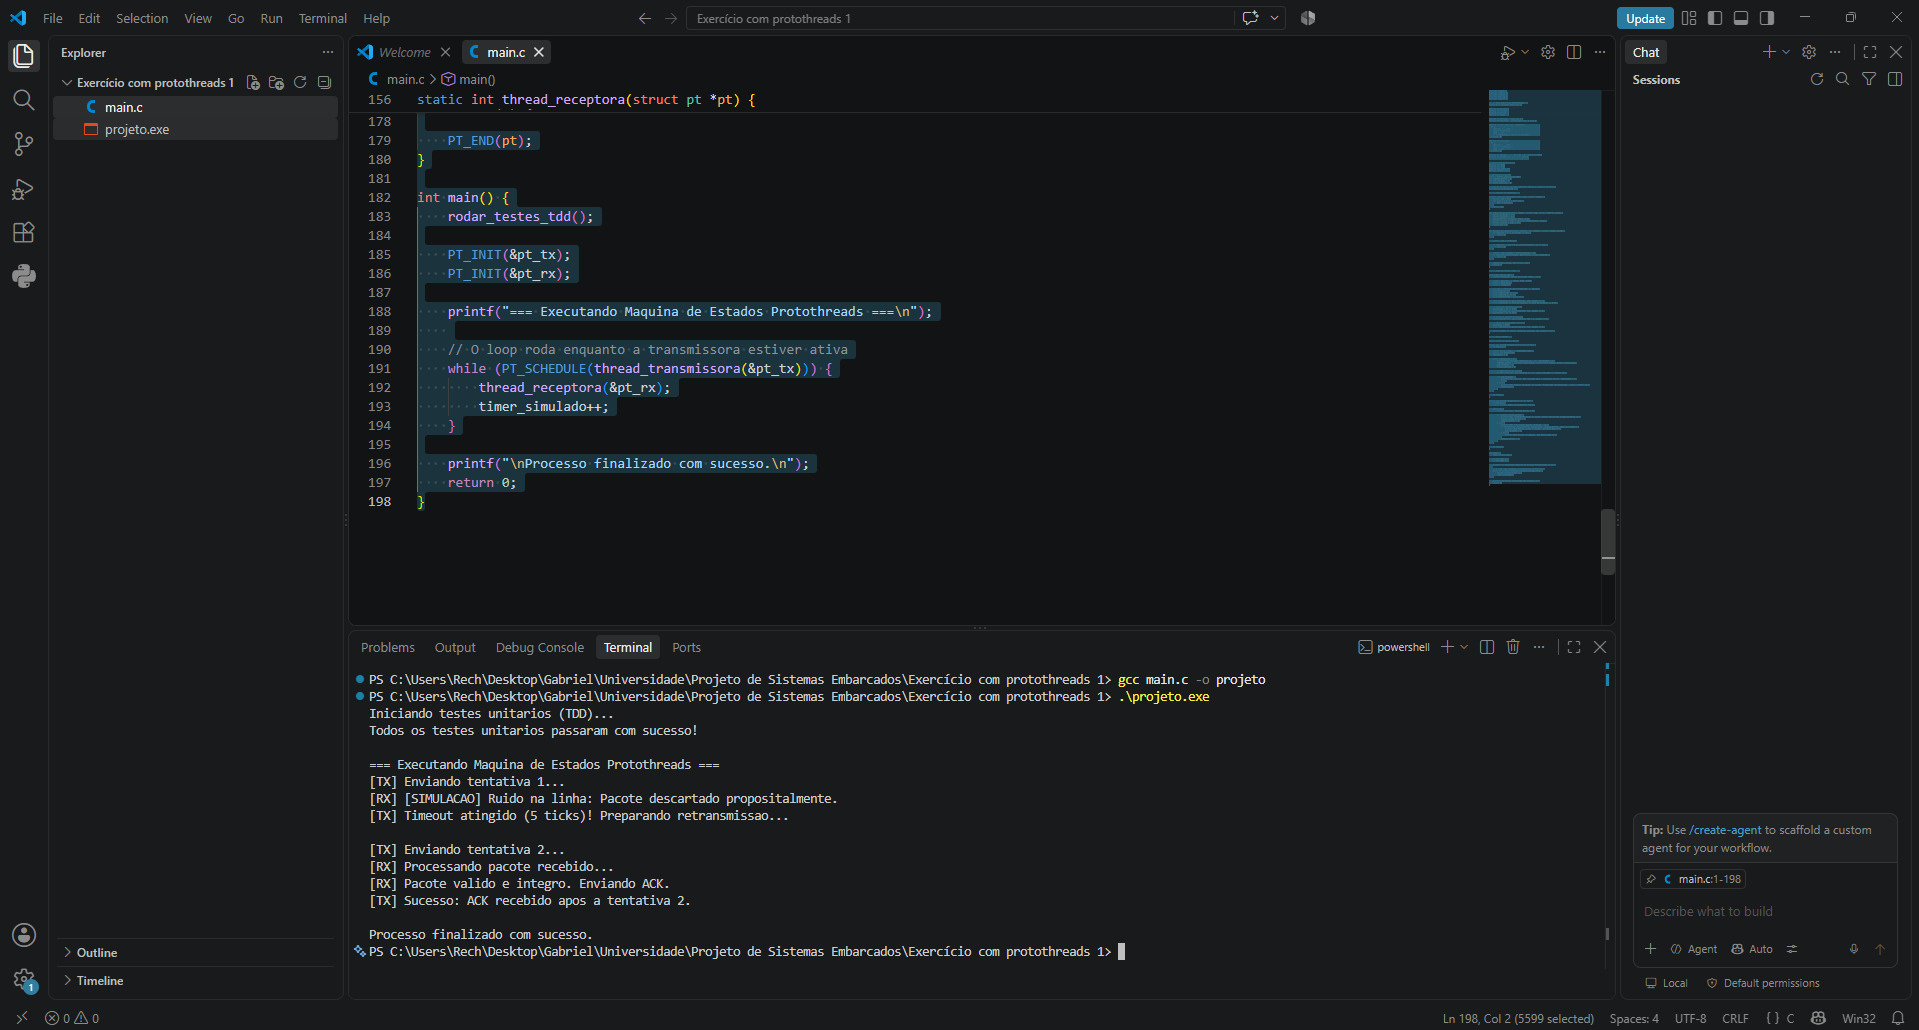 File Edit Selection View Go Run Terminal Help
Exercício com protothreads 1
Update
Explorer
Exercício com protothreads 1
main.c
projeto.exe
Outline
Timeline
Welcome
main.c
main.c > main()
156 static int thread_receptora(struct pt *pt) {
178
179 ····PT_END(pt);
180 }
181
182 int·main()·{
183 ····rodar_testes_tdd();
184
185 ····PT_INIT(&pt_tx);
186 ····PT_INIT(&pt_rx);
187
188 ····printf("===·Executando·Maquina·de·Estados·Protothreads·===\n");
189 ····
190 ····//·O·loop·roda·enquanto·a·transmissora·estiver·ativa
191 ····while·(PT_SCHEDULE(thread_transmissora(&pt_tx)))·{
192 ········thread_receptora(&pt_rx);
193 ········timer_simulado++;
194 ····}
195
196 ····printf("\nProcesso·finalizado·com·sucesso.\n");
197 ····return·0;
198 }
Problems Output Debug Console Terminal Ports
powershell
PS C:\Users\Rech\Desktop\Gabriel\Universidade\Projeto de Sistemas Embarcados\Exercício com protothreads 1> gcc main.c -o projeto
PS C:\Users\Rech\Desktop\Gabriel\Universidade\Projeto de Sistemas Embarcados\Exercício com protothreads 1> .\projeto.exe
Iniciando testes unitarios (TDD)...
Todos os testes unitarios passaram com sucesso!
=== Executando Maquina de Estados Protothreads ===
[TX] Enviando tentativa 1...
[RX] [SIMULACAO] Ruido na linha: Pacote descartado propositalmente.
[TX] Timeout atingido (5 ticks)! Preparando retransmissao...
[TX] Enviando tentativa 2...
[RX] Processando pacote recebido...
[RX] Pacote valido e integro. Enviando ACK.
[TX] Sucesso: ACK recebido apos a tentativa 2.
Processo finalizado com sucesso.
PS C:\Users\Rech\Desktop\Gabriel\Universidade\Projeto de Sistemas Embarcados\Exercício com protothreads 1>
Chat
Sessions
Tip: Use /create-agent to scaffold a custom
agent for your workflow.
main.c:1-198
Describe what to build
Agent Auto
Local Default permissions
1
0 0
Ln 198, Col 2 (5599 selected) Spaces: 4 UTF-8 CRLF {} C Win32